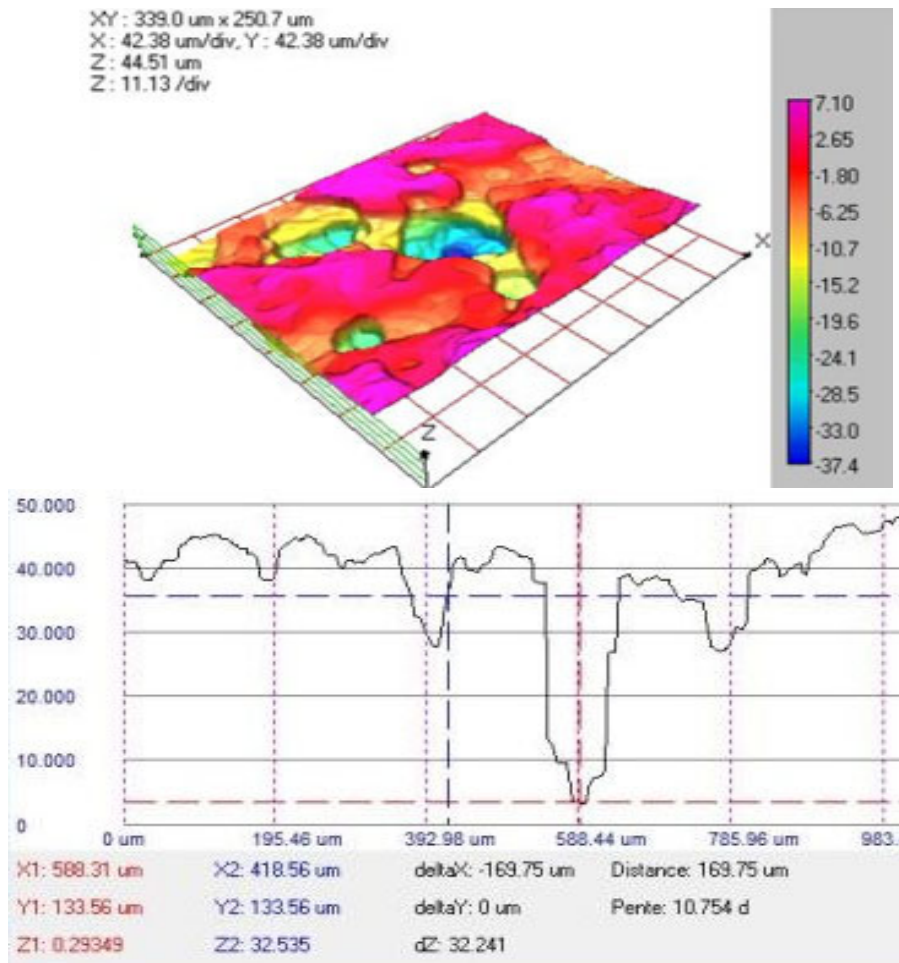 XY : 339.0 um x 250.7 um
X : 42.38 um/div, Y : 42.38 um/div
Z : 44.51 um
Z : 11.13 /div
7.10
2.65
-1.80
-6.25
-10.7
-15.2
-19.6
-24.1
-28.5
-33.0
-37.4
X
Z
50.000
40.000
30.000
20.000
10.000
0
0 um 195.46 um 392.98 um 588.44 um 785.96 um 983.
X1: 588.31 um X2: 418.56 um deltaX: -169.75 um Distance: 169.75 um
Y1: 133.56 um Y2: 133.56 um deltaY: 0 um Pente: 10.754 d
Z1: 0.29349 Z2: 32.535 dZ: 32.241